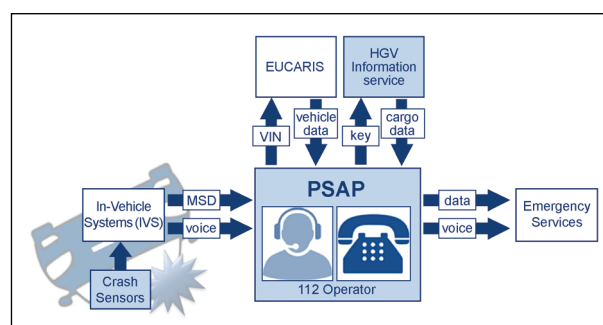 EUCARIS
HGV
Information
service
VIN
vehicle
data
key
cargo
data
PSAP
In-Vehicle
Systems (IVS)
MSD
voice
data
voice
Emergency
Services
Crash
Sensors
112 Operator